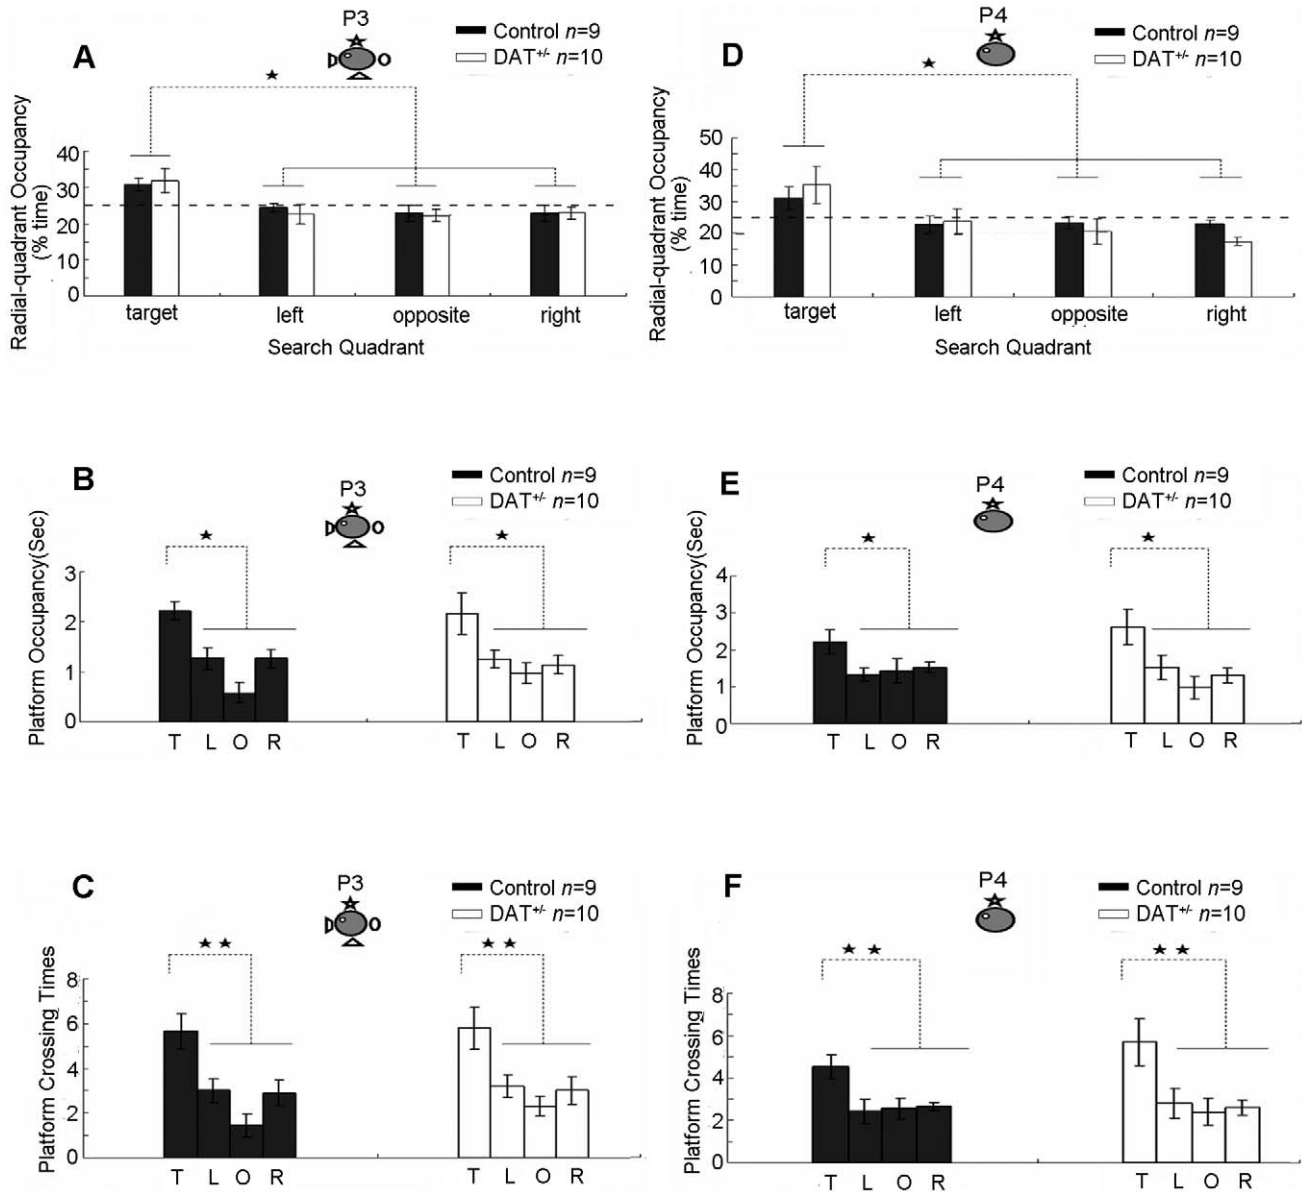 A
P3
Control n=9
DAT+/- n=10
Radial-quadrant Occupancy
(% time)
40
30
20
10
0
target left opposite right
Search Quadrant
D
P4
Control n=9
DAT+/- n=10
Radial-quadrant Occupancy
(% time)
50
40
30
20
10
0
target left opposite right
Search Quadrant
B
P3
Control n=9
DAT+/- n=10
Platform Occupancy(Sec)
3
2
1
0
T L O R T L O R
E
P4
Control n=9
DAT+/- n=10
Platform Occupancy(Sec)
4
3
2
1
0
T L O R T L O R
C
P3
Control n=9
DAT+/- n=10
Platform Crossing Times
8
6
4
2
0
T L O R T L O R
F
P4
Control n=9
DAT+/- n=10
Platform Crossing Times
8
6
4
2
0
T L O R T L O R